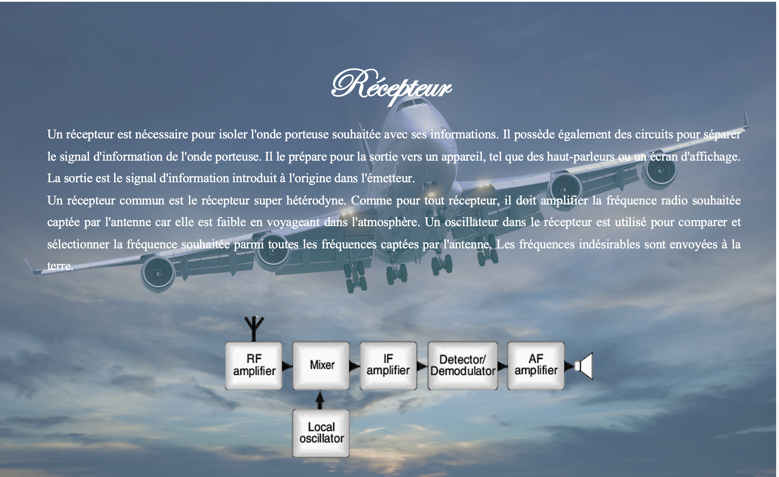 Récepteur
Un récepteur est nécessaire pour isoler l'onde porteuse souhaitée avec ses informations. Il possède également des circuits pour séparer
le signal d'information de l'onde porteuse. Il le prépare pour la sortie vers un appareil, tel que des haut-parleurs ou un écran d'affichage.
La sortie est le signal d'information introduit à l'origine dans l'émetteur.
Un récepteur commun est le récepteur super hétérodyne. Comme pour tout récepteur, il doit amplifier la fréquence radio souhaitée
captée par l'antenne car elle est faible en voyageant dans l'atmosphère. Un oscillateur dans le récepteur est utilisé pour comparer et
sélectionner la fréquence souhaitée parmi toutes les fréquences captées par l'antenne. Les fréquences indésirables sont envoyées à la
terre.
RF
amplifier
Mixer
IF
amplifier
Detector/
Demodulator
AF
amplifier
Local
oscillator